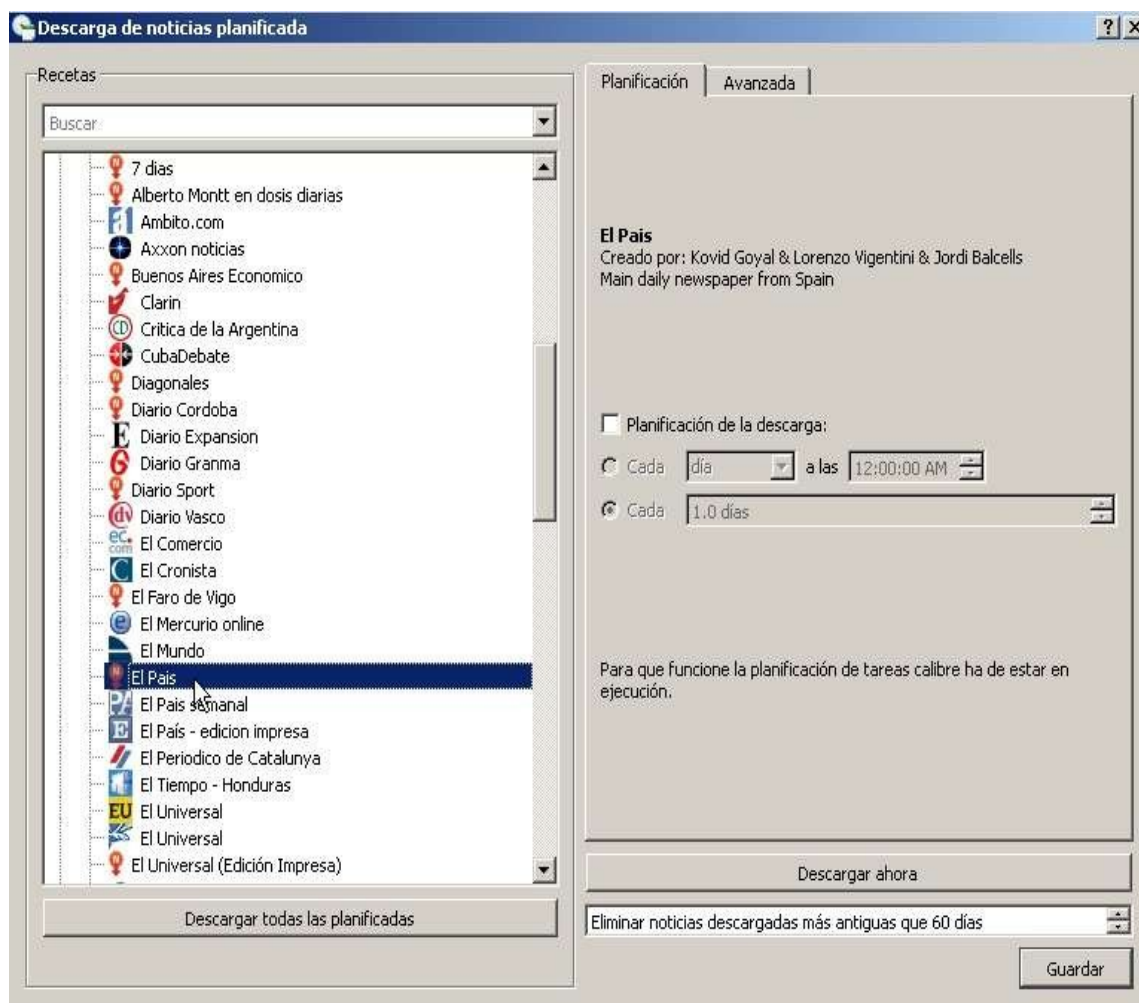 Descarga de noticias planificada
Recetas
Buscar
7 dias
Alberto Montt en dosis diarias
Ambito.com
Axxon noticias
Buenos Aires Economico
Clarin
Critica de la Argentina
CubaDebate
Diagonales
Diario Cordoba
Diario Expansion
Diario Granma
Diario Sport
Diario Vasco
El Comercio
El Cronista
El Faro de Vigo
El Mercurio online
El Mundo
El Pais
El Pais semanal
El País - edicion impresa
El Periodico de Catalunya
El Tiempo - Honduras
EU El Universal
El Universal
El Universal (Edición Impresa)
Descargar todas las planificadas
Planificación Avanzada
El Pais
Creado por: Kovid Goyal & Lorenzo Vigentini & Jordi Balcells
Main daily newspaper from Spain
Planificación de la descarga:
Cada día a las 12:00:00 AM
Cada 1.0 días
Para que funcione la planificación de tareas calibre ha de estar en
ejecución.
Descargar ahora
Eliminar noticias descargadas más antiguas que 60 días
Guardar